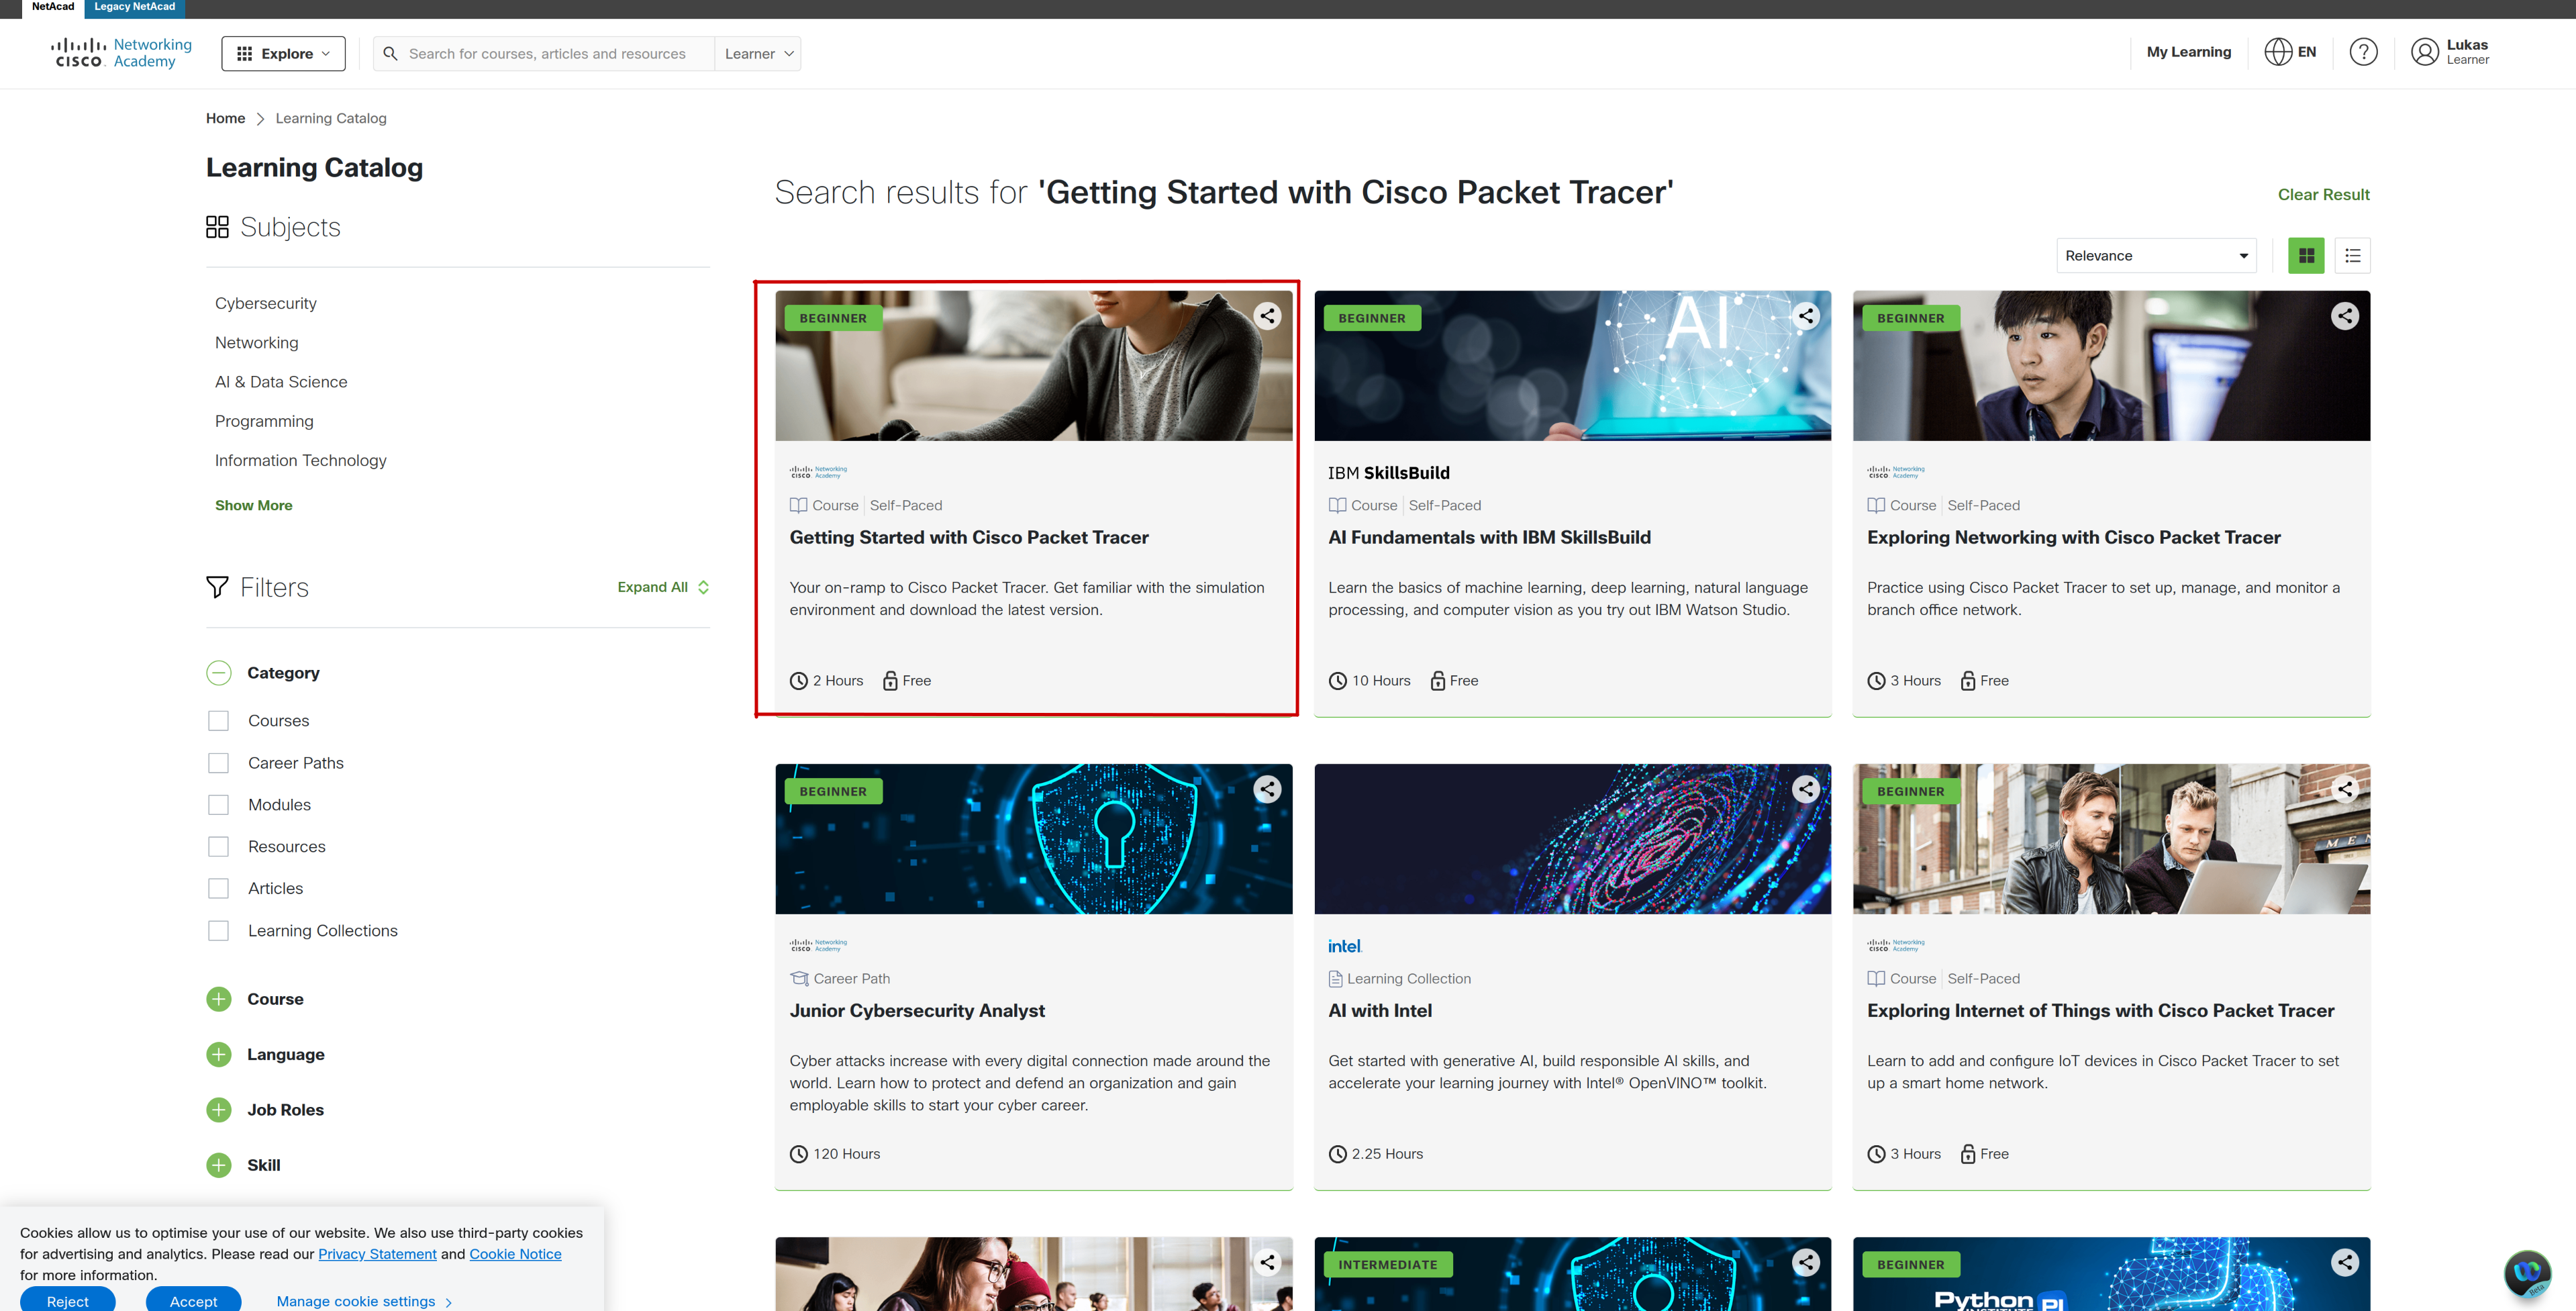 NetAcad
Legacy NetAcad
CISCO
Networking
Academy
Explore
Search for courses, articles and resources
Learner
My Learning
EN
?
Lukas
Learner
Home
Learning Catalog
Learning Catalog
Subjects
Cybersecurity
Networking
AI & Data Science
Programming
Information Technology
Show More
Filters
Expand All
Category
Courses
Career Paths
Modules
Resources
Articles
Learning Collections
Course
Language
Job Roles
Skill
Search results for 'Getting Started with Cisco Packet Tracer'
Clear Result
Relevance
BEGINNER
CISCO
Networking
Academy
Course | Self-Paced
Getting Started with Cisco Packet Tracer
Your on-ramp to Cisco Packet Tracer. Get familiar with the simulation
environment and download the latest version.
2 Hours
Free
BEGINNER
AI
IBM SkillsBuild
Course | Self-Paced
AI Fundamentals with IBM SkillsBuild
Learn the basics of machine learning, deep learning, natural language
processing, and computer vision as you try out IBM Watson Studio.
10 Hours
Free
BEGINNER
CISCO
Networking
Academy
Course | Self-Paced
Exploring Networking with Cisco Packet Tracer
Practice using Cisco Packet Tracer to set up, manage, and monitor a
branch office network.
3 Hours
Free
BEGINNER
CISCO
Networking
Academy
Career Path
Junior Cybersecurity Analyst
Cyber attacks increase with every digital connection made around the
world. Learn how to protect and defend an organization and gain
employable skills to start your cyber career.
120 Hours
intel.
Learning Collection
AI with Intel
Get started with generative AI, build responsible AI skills, and
accelerate your learning journey with Intel® OpenVINO™ toolkit.
2.25 Hours
BEGINNER
MEN
CISCO
Networking
Academy
Course | Self-Paced
Exploring Internet of Things with Cisco Packet Tracer
Learn to add and configure IoT devices in Cisco Packet Tracer to set
up a smart home network.
3 Hours
Free
INTERMEDIATE
BEGINNER
Python
INSTITUTE
PI
Cookies allow us to optimise your use of our website. We also use third-party cookies
for advertising and analytics. Please read our Privacy Statement and Cookie Notice
for more information.
Reject
Accept
Manage cookie settings
Beta